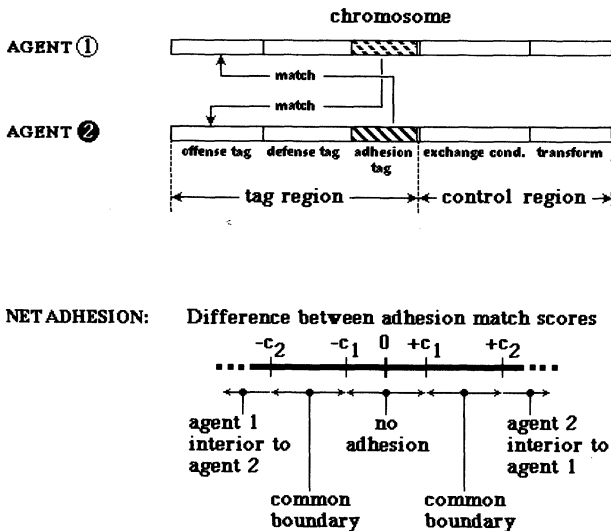 chromosome
AGENT ①
match
match
AGENT ❷
offense tag defense tag adhesion tag exchange cond. transform
tag region control region
NET ADHESION: Difference between adhesion match scores
-c2 -c1 0 +c1 +c2
agent 1 interior to agent 2
no adhesion
agent 2 interior to agent 1
common boundary
common boundary